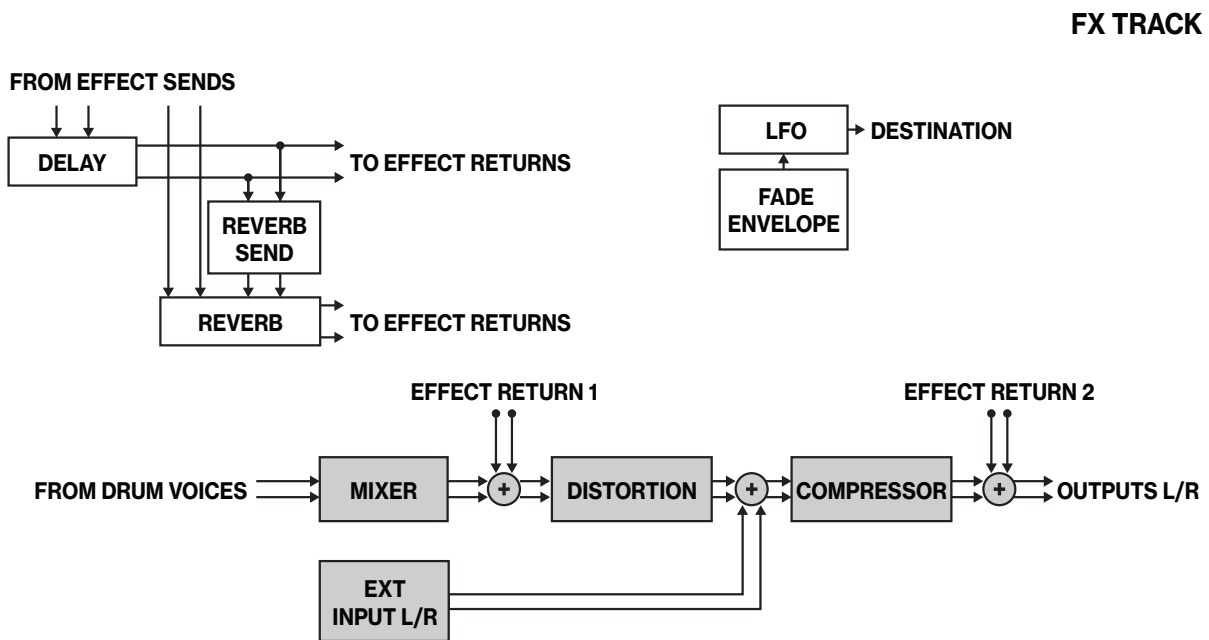 FX TRACK
FROM EFFECT SENDS
DELAY
TO EFFECT RETURNS
REVERB
SEND
REVERB
TO EFFECT RETURNS
LFO
DESTINATION
FADE
ENVELOPE
EFFECT RETURN 1
EFFECT RETURN 2
FROM DRUM VOICES
MIXER
+
DISTORTION
+
COMPRESSOR
+
OUTPUTS L/R
EXT
INPUT L/R